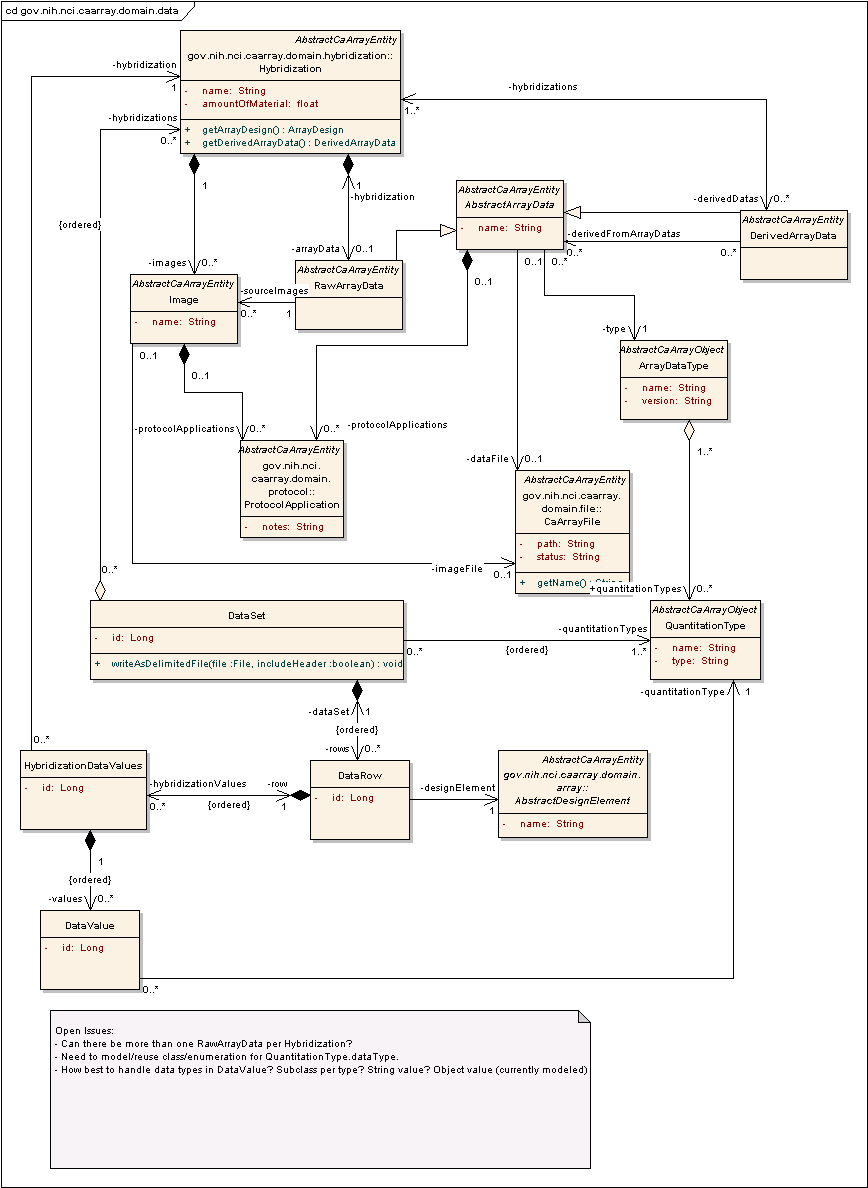 cd gov.nih.nci.caarray.domain.data
AbstractCaArrayEntity
gov.nih.nci.caarray.domain.hybridization::
Hybridization
- name: String
- amountOfMaterial: float
+ getArrayDesign() : ArrayDesign
+ getDerivedArrayData() : DerivedArrayData
-hybridization
1
-hybridizations
0..*
-hybridizations
1..*
{ordered}
1
1
-hybridization
AbstractCaArrayEntity
AbstractArrayData
- name: String
-derivedDatas
0..*
AbstractCaArrayEntity
DerivedArrayData
-derivedFromArrayDatas
0..*
0..*
-arrayData
0..1
-images
0..*
0..1
0..*
0..1
AbstractCaArrayEntity
Image
- name: String
-sourceImages
0..*
1
AbstractCaArrayEntity
RawArrayData
-type
1
AbstractCaArrayObject
ArrayDataType
- name: String
- version: String
0..1
0..1
-protocolApplications
0..*
0..*
-protocolApplications
1..*
AbstractCaArrayEntity
gov.nih.nci.
caarray.domain.
protocol::
ProtocolApplication
- notes: String
-dataFile
0..1
AbstractCaArrayEntity
gov.nih.nci.caarray.
domain.file::
CaArrayFile
- path: String
- status: String
+ getName() : String
-imageFile
0..1
+quantitationTypes
0..*
0..*
DataSet
- id: Long
+ writeAsDelimitedFile(file :File, includeHeader :boolean) : void
AbstractCaArrayObject
QuantitationType
- name: String
- type: String
-quantitationTypes
0..*
{ordered}
1..*
-quantitationType
1
-dataSet
1
{ordered}
-rows
0..*
0..*
HybridizationDataValues
- id: Long
-hybridizationValues
0..*
{ordered}
-row
1
DataRow
- id: Long
-designElement
1
AbstractCaArrayEntity
gov.nih.nci.caarray.domain.
array::
AbstractDesignElement
- name: String
1
{ordered}
-values
0..*
DataValue
- id: Long
0..*
Open Issues:
- Can there be more than one RawArrayData per Hybridization?
- Need to model/reuse class/enumeration for QuantitationType.dataType.
- How best to handle data types in DataValue? Subclass per type? String value? Object value (currently modeled)